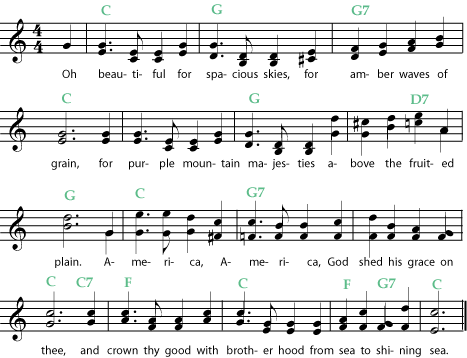 C G G7
Oh beau- ti- ful for spa- cious skies, for am- ber waves of
C G D7
grain, for pur- ple moun- tain ma- jes- ties a- bove the fruit- ed
G C G7
plain. A- me- ri- ca, A- me- ri- ca, God shed his grace on
C C7 F C F G7 C
thee, and crown thy good with broth- er hood from sea to shi- ning sea.